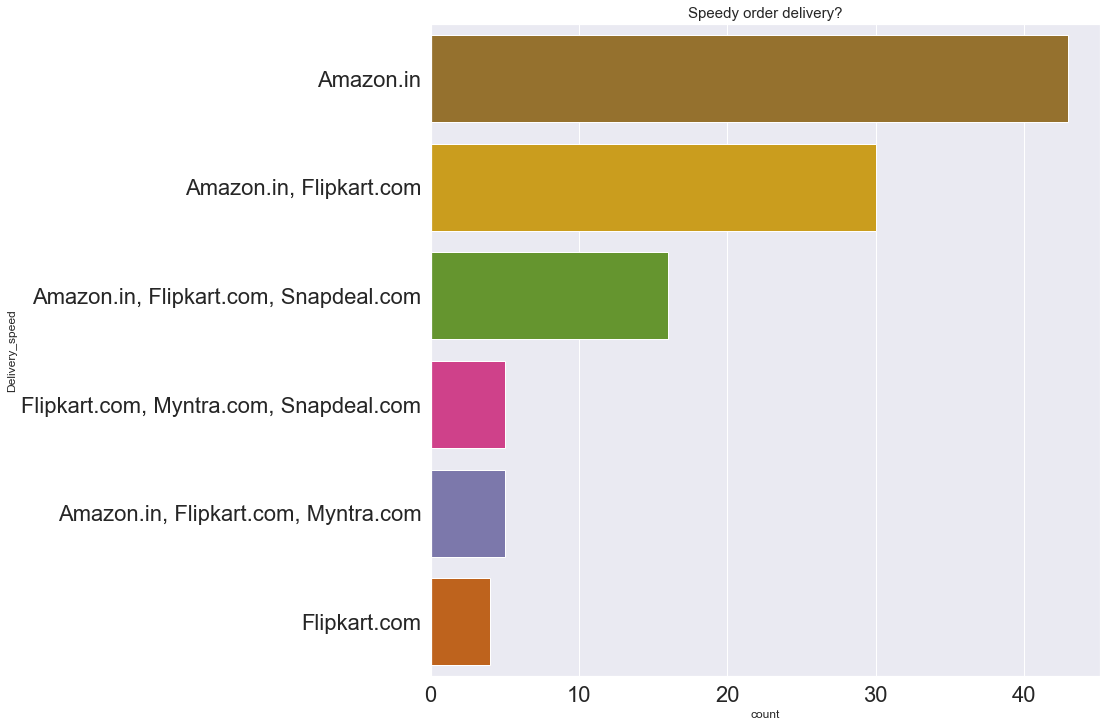 Speedy order delivery?
Delivery_speed
Amazon.in
Amazon.in, Flipkart.com
Amazon.in, Flipkart.com, Snapdeal.com
Flipkart.com, Myntra.com, Snapdeal.com
Amazon.in, Flipkart.com, Myntra.com
Flipkart.com
0 10 20 30 40
count